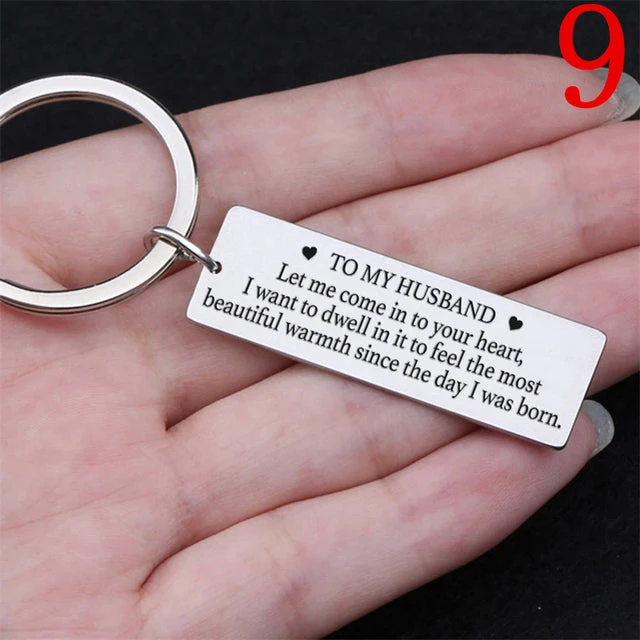 9
TO MY HUSBAND
Let me come in to your heart,
I want to dwell in it to feel the most
beautiful warmth since the day I was born.